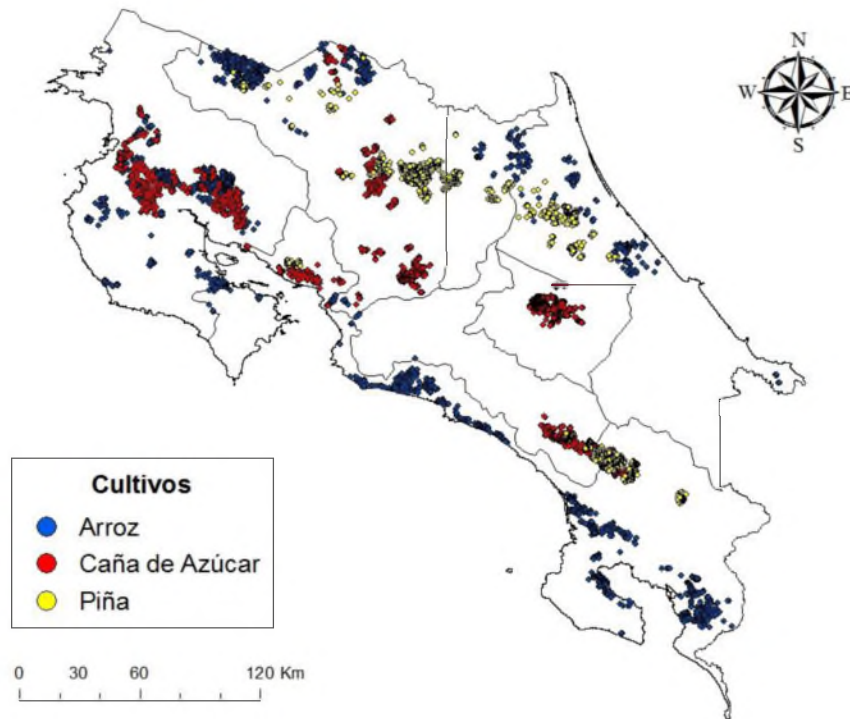 N
W E
S
Cultivos
Arroz
Caña de Azúcar
Piña
0 30 60 120 Km